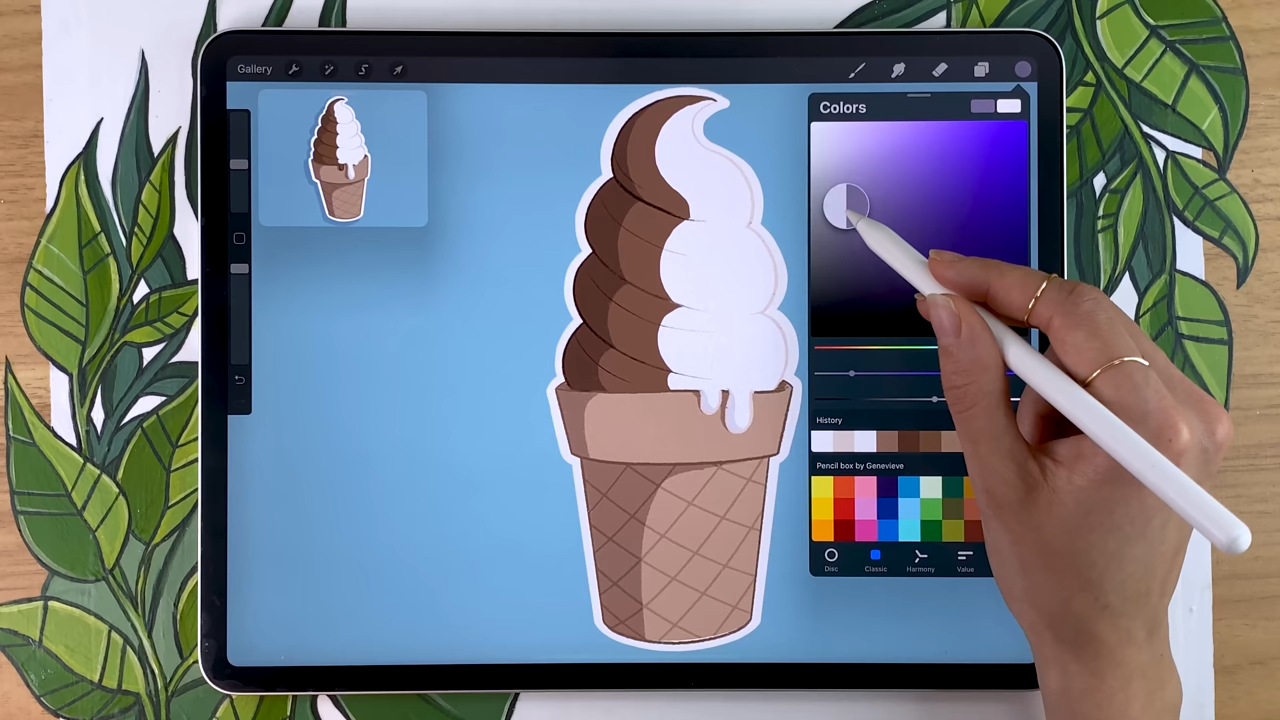 Gallery
Colors
History
Pencil box by Genevieve
Disc Classic Harmony Value